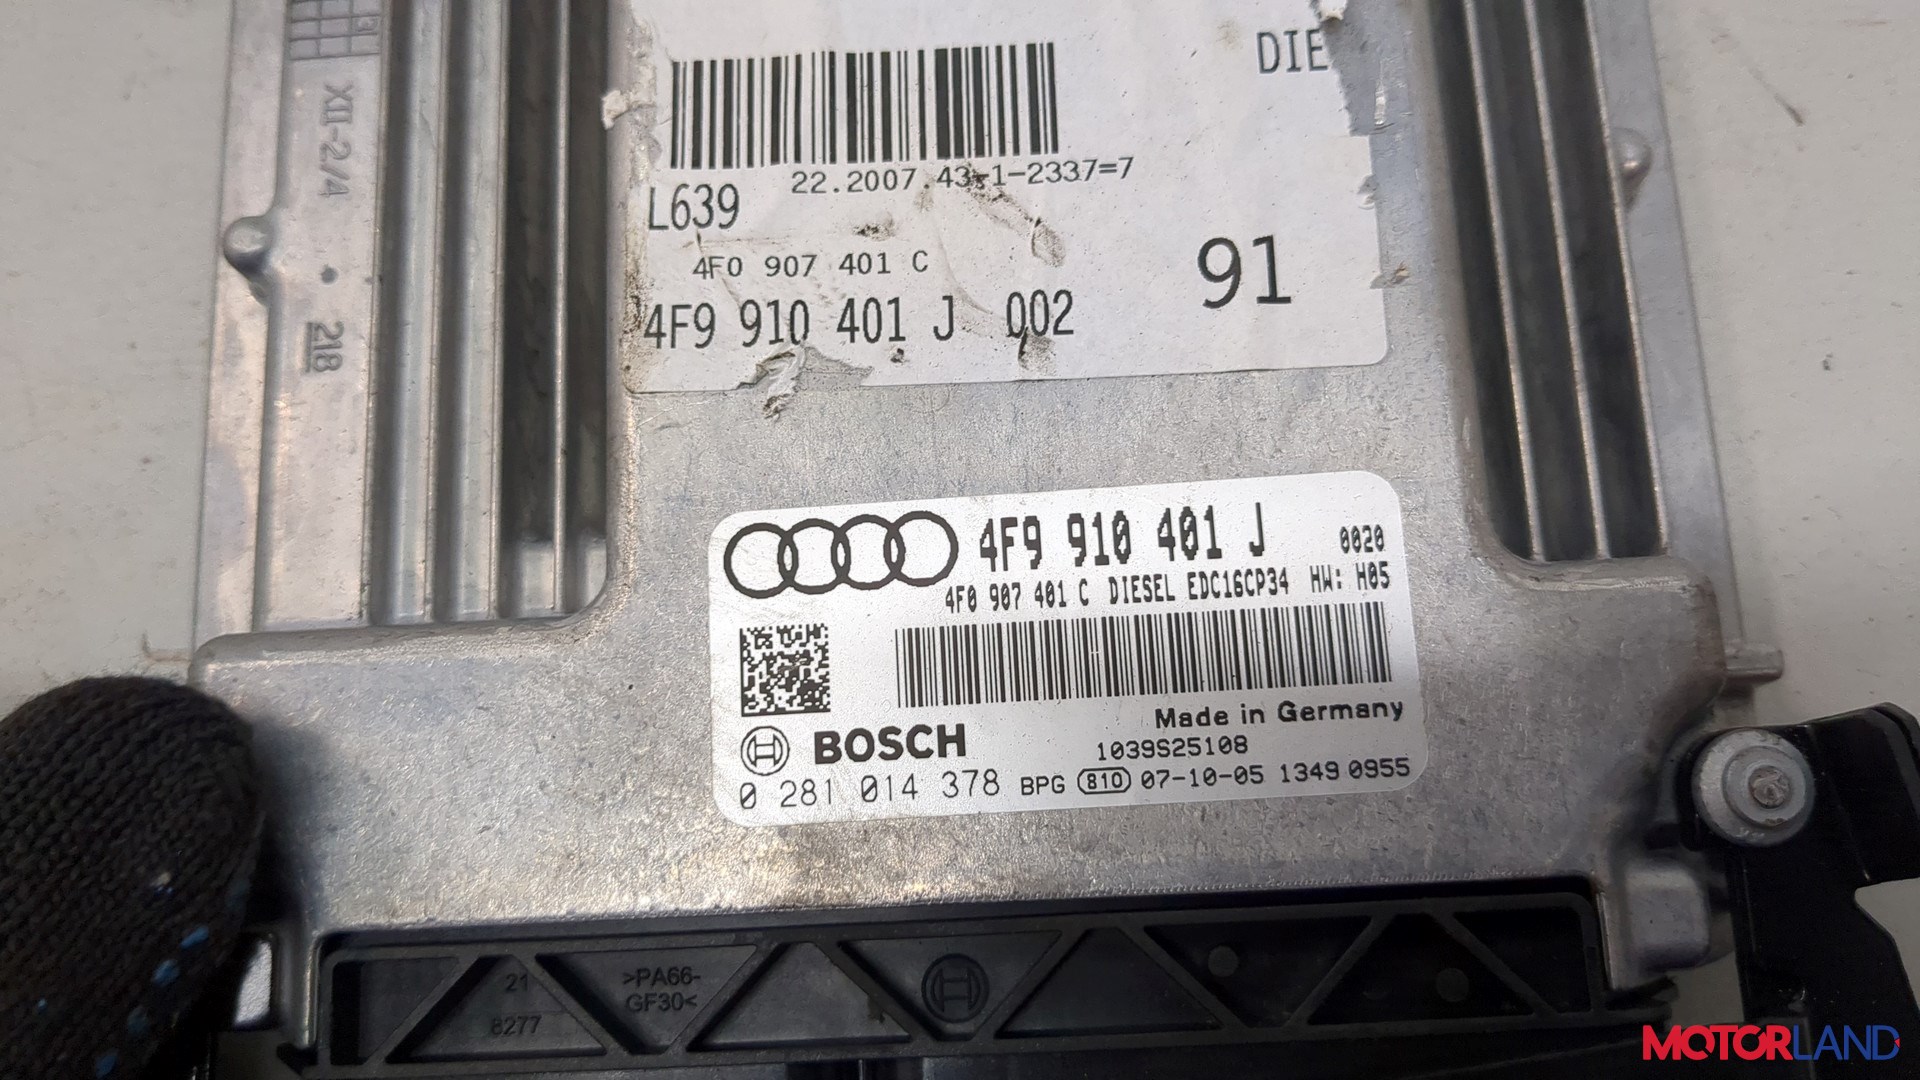 DIE
22.2007.43-1-2337=7
L639
4F0 907 401 C
4F9 910 401 J 002
91
XII-2/4
218
4F9 910 401 J 0020
4F0 907 401 C DIESEL EDC16CP34 HW: H05
Made in Germany
BOSCH
1039S25108
0 281 014 378 BPG 810 07-10-05 1349 0955
21
8277
>PA66-
GF30<
MOTORLAND